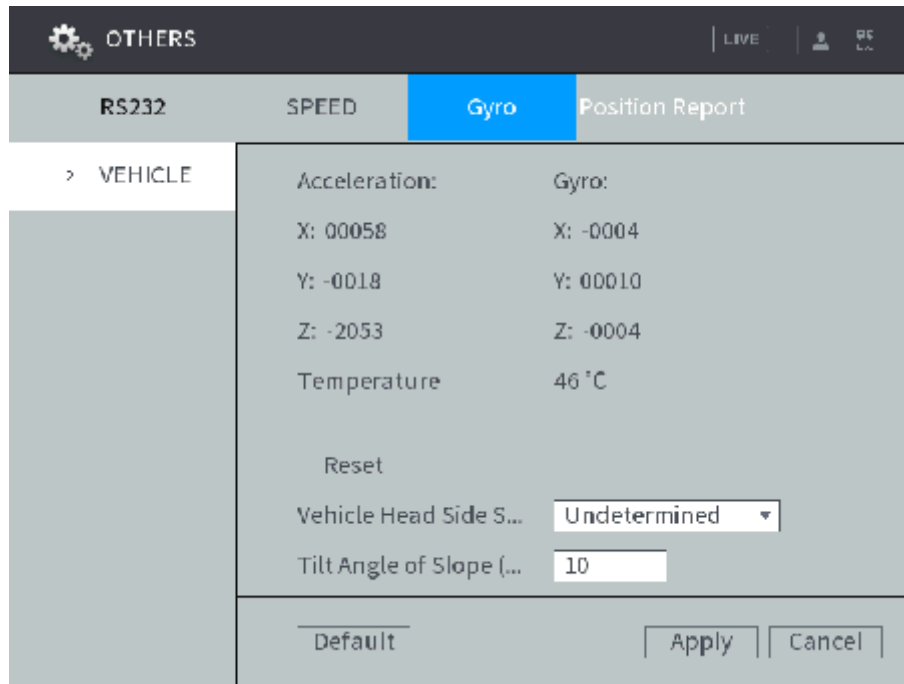 OTHERS
LIVE
RS232 SPEED Gyro Position Report
> VEHICLE
Acceleration: Gyro:
X: 00058 X: -0004
Y: -0018 Y: 00010
Z: -2053 Z: -0004
Temperature 46°C
Reset
Vehicle Head Side S... Undetermined
Tilt Angle of Slope (... 10
Default Apply Cancel